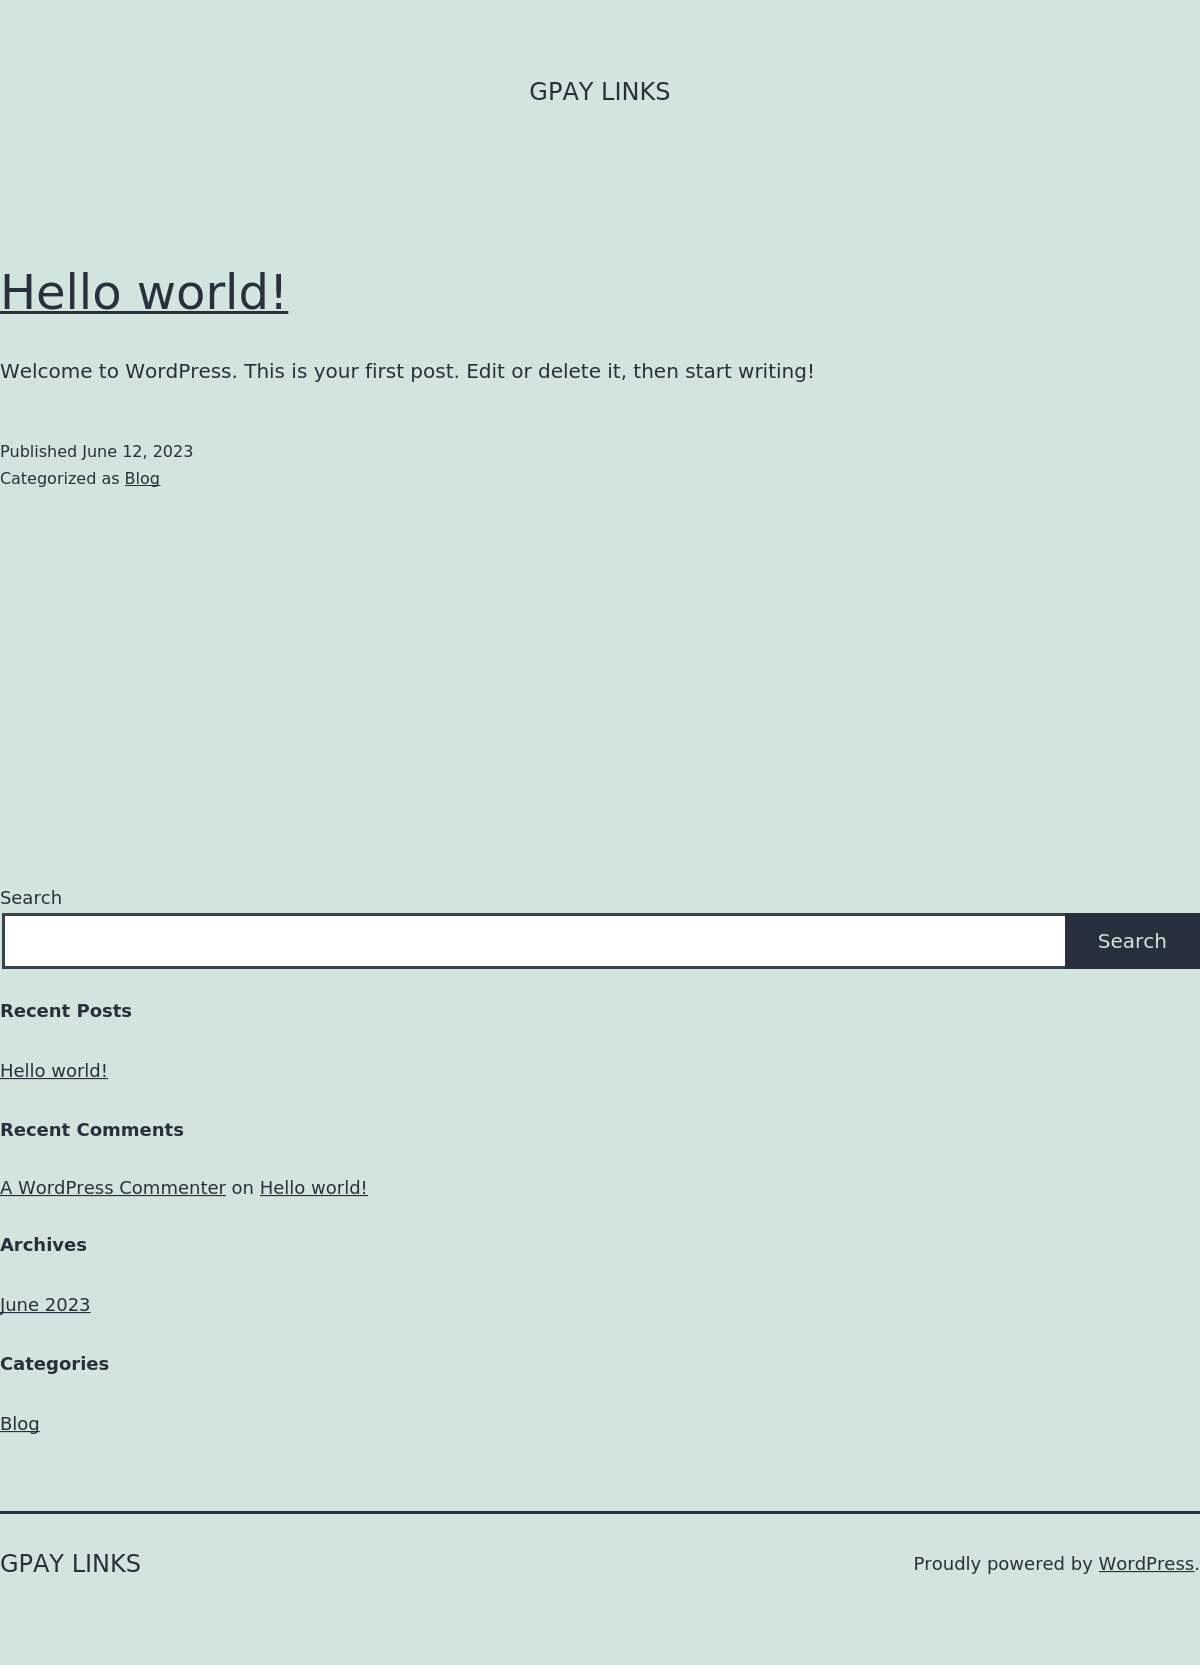 GPAY LINKS
Hello world!
Welcome to WordPress. This is your first post. Edit or delete it, then start writing!
Published June 12, 2023
Categorized as Blog
Search
Search
Recent Posts
Hello world!
Recent Comments
A WordPress Commenter on Hello world!
Archives
June 2023
Categories
Blog
GPAY LINKS
Proudly powered by WordPress.